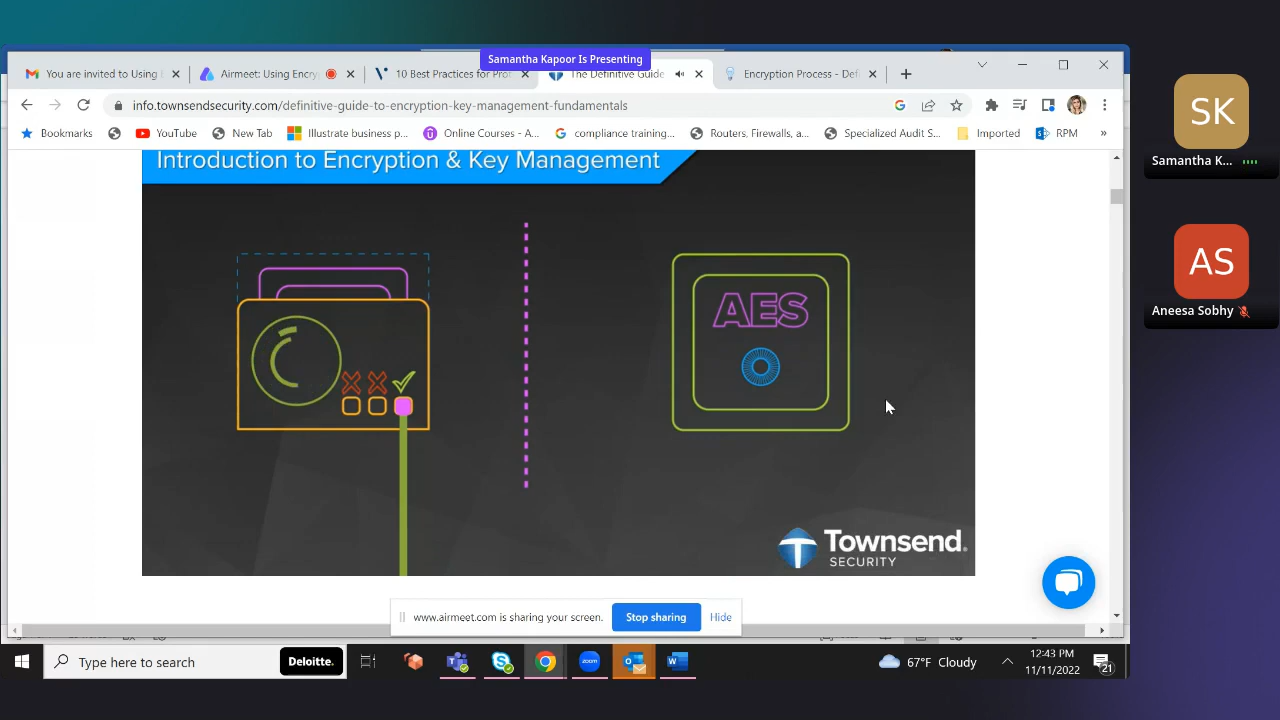 Samantha Kapoor Is Presenting
You are invited to Using
Airmeet: Using Encry
10 Best Practices for Prot
The Definitive Guide
Encryption Process - Defi
info.townsendsecurity.com/definitive-guide-to-encryption-key-management-fundamentals
Bookmarks
YouTube
New Tab
Illustrate business p...
Online Courses - A...
compliance training...
Routers, Firewalls, a...
Specialized Audit S...
Imported
RPM
»
Introduction to Encryption & Key Management
AES
Townsend®
SECURITY
www.airmeet.com is sharing your screen.
Stop sharing
Hide
Type here to search
Deloitte.
67°F Cloudy
12:43 PM
11/11/2022
21
SK
Samantha K...
AS
Aneesa Sobhy